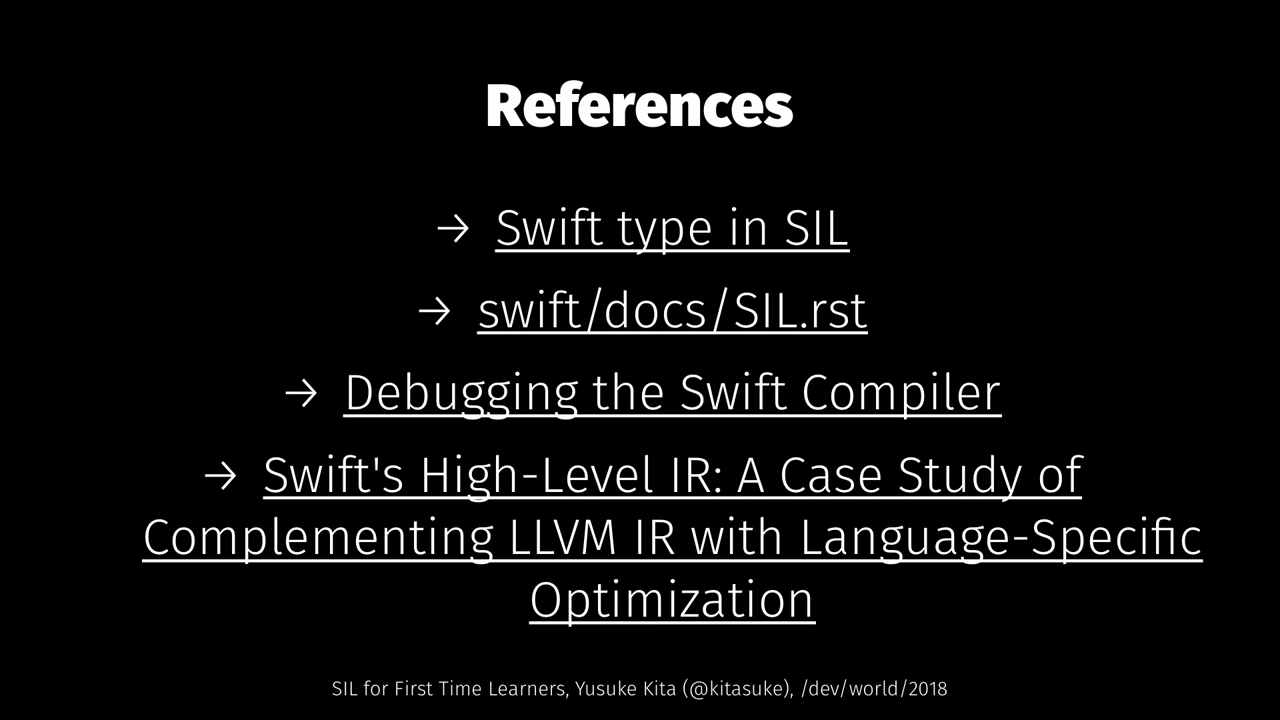 References
→ Swift type in SIL
→ swift/docs/SIL.rst
→ Debugging the Swift Compiler
→ Swift's High-Level IR: A Case Study of
Complementing LLVM IR with Language-Specific
Optimization
SIL for First Time Learners, Yusuke Kita (@kitasuke), /dev/world/2018